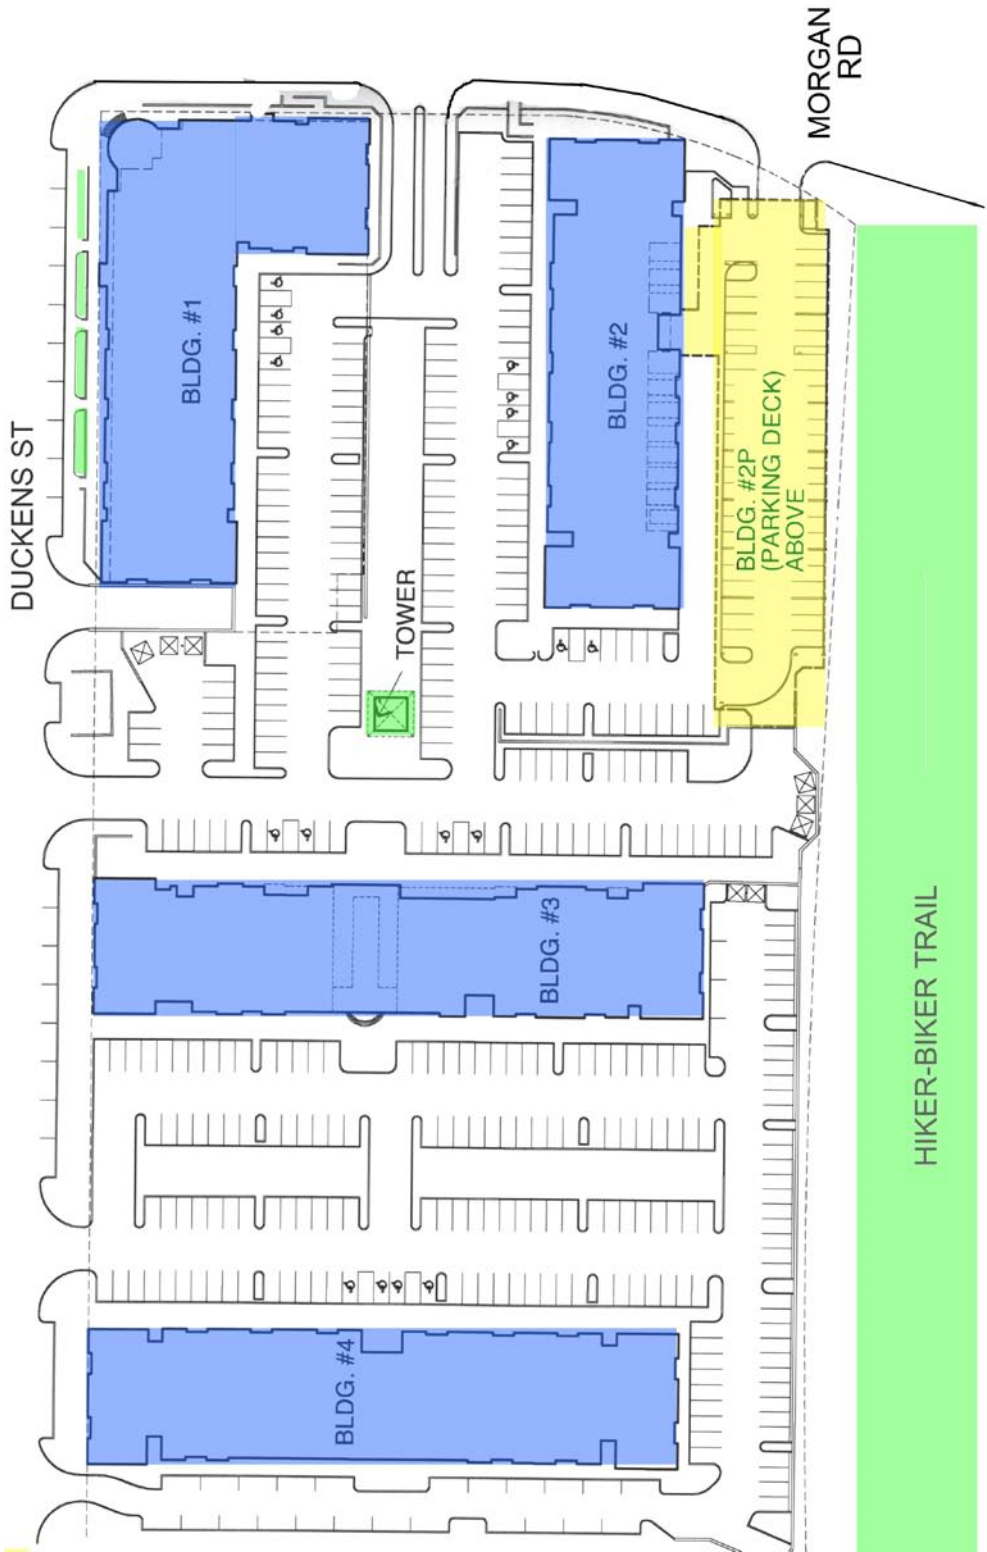 MORGAN
RD
DUCKENS ST
BLDG. #1
BLDG. #2
BLDG. #2P
(PARKING DECK)
ABOVE
TOWER
BLDG. #3
HIKER-BIKER TRAIL
BLDG. #4